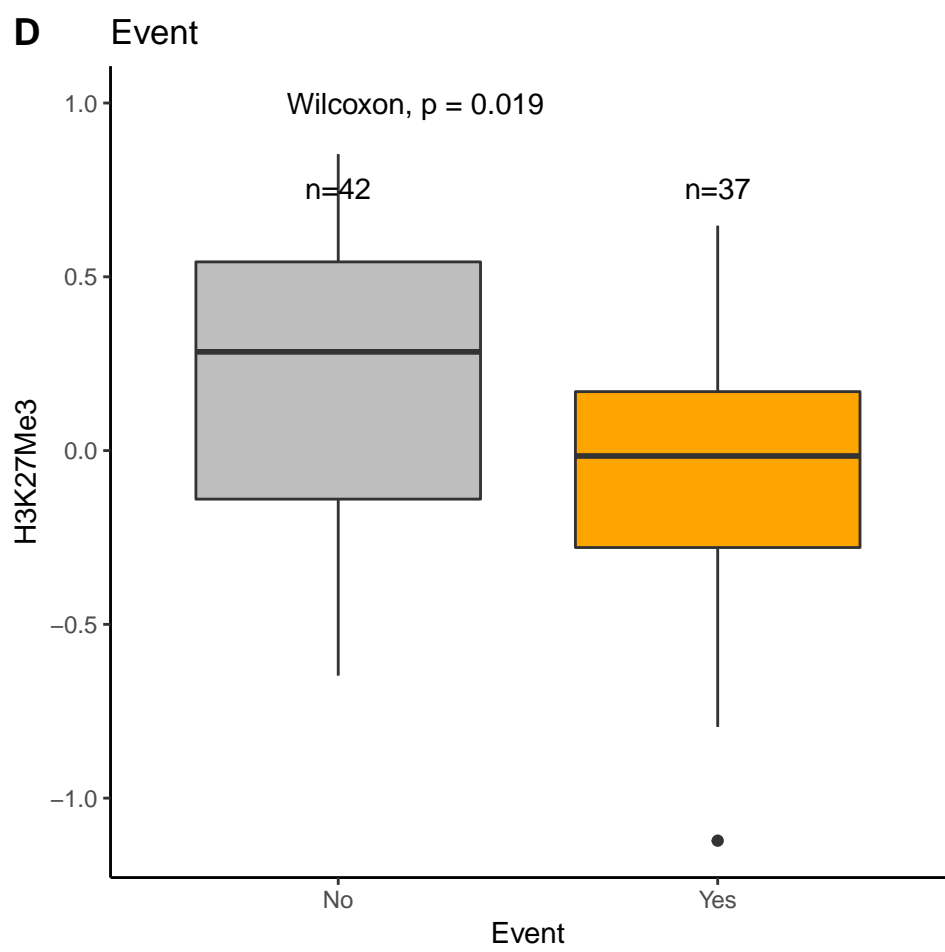 D Event
1.0
Wilcoxon, p = 0.019
n=42
n=37
0.5
H3K27Me3
0.0
−0.5
−1.0
No
Yes
Event